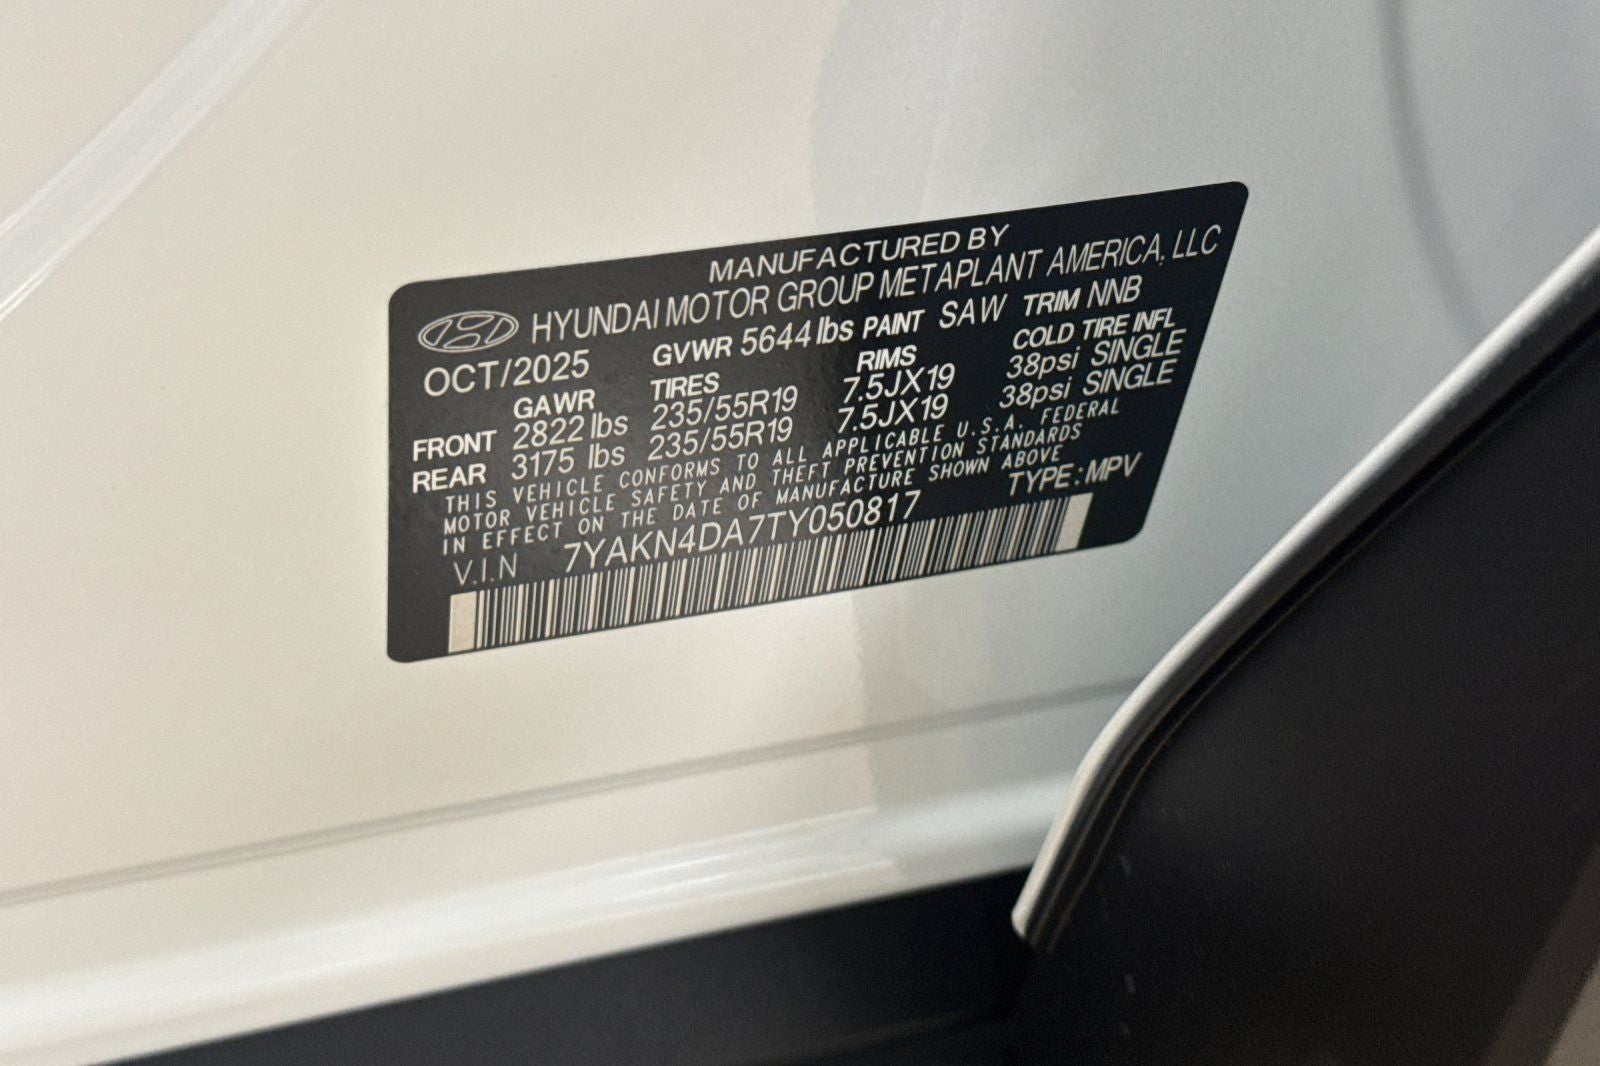 MANUFACTURED BY
HYUNDAI MOTOR GROUP METAPLANT AMERICA, LLC
OCT/2025 GVWR 5644 lbs PAINT SAW TRIM NNB
GAWR TIRES RIMS COLD TIRE INFL
FRONT 2822 lbs 235/55R19 7.5JX19 38psi SINGLE
REAR 3175 lbs 235/55R19 7.5JX19 38psi SINGLE
THIS VEHICLE CONFORMS TO ALL APPLICABLE U.S.A. FEDERAL
MOTOR VEHICLE SAFETY AND THEFT PREVENTION STANDARDS
IN EFFECT ON THE DATE OF MANUFACTURE SHOWN ABOVE
V.I.N 7YAKN4DA7TY050817 TYPE: MPV